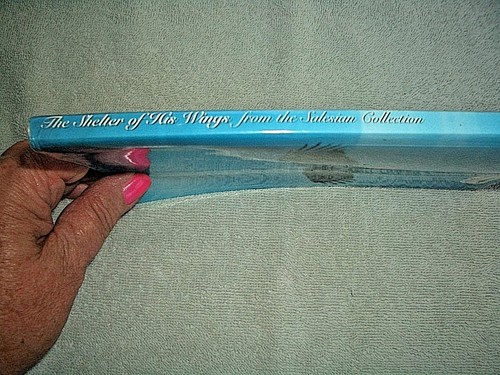 The Shelter of His Wings, from the Salesian Collection